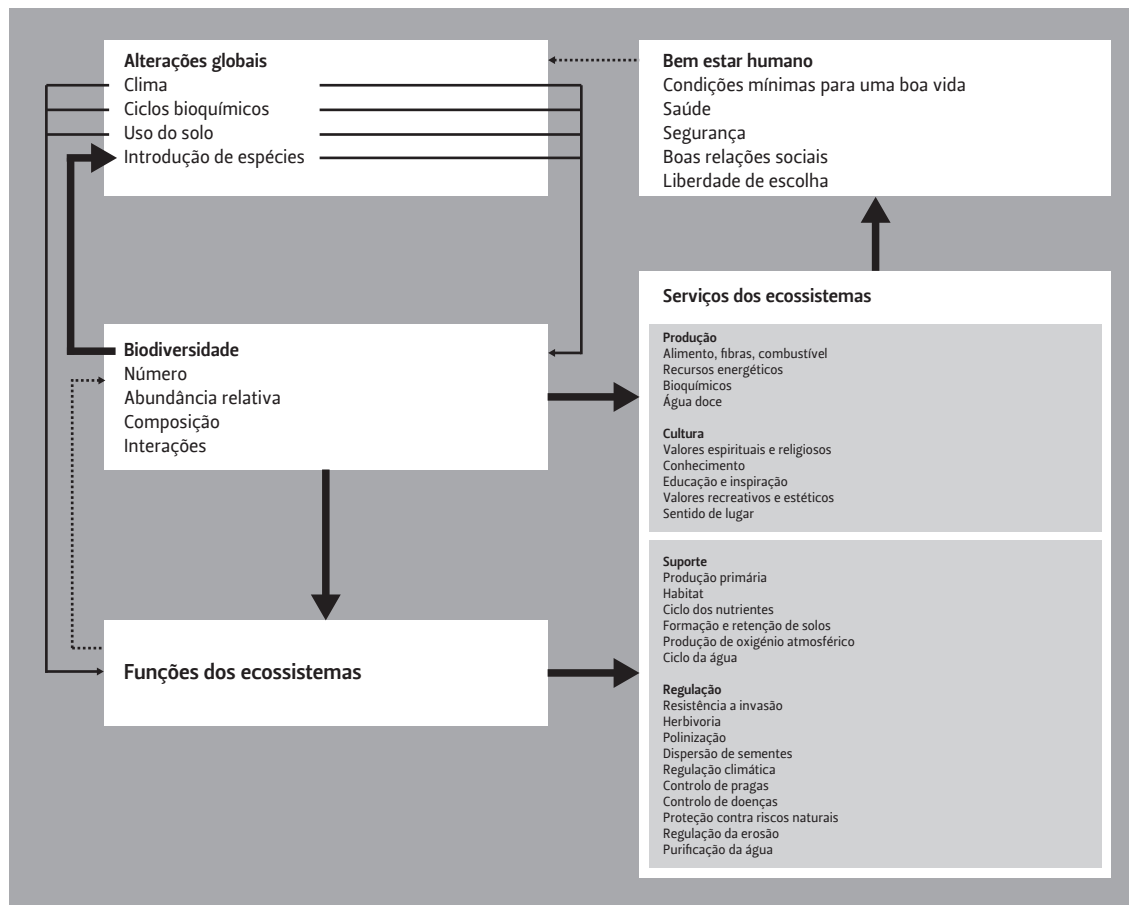 Alterações globais
Clima
Ciclos bioquímicos
Uso do solo
Introdução de espécies
Bem estar humano
Condições mínimas para uma boa vida
Saúde
Segurança
Boas relações sociais
Liberdade de escolha
Biodiversidade
Número
Abundância relativa
Composição
Interações
Funções dos ecossistemas
Serviços dos ecossistemas
Produção
Alimento, fibras, combustível
Recursos energéticos
Bioquímicos
Água doce
Cultura
Valores espirituais e religiosos
Conhecimento
Educação e inspiração
Valores recreativos e estéticos
Sentido de lugar
Suporte
Produção primária
Habitat
Ciclo dos nutrientes
Formação e retenção de solos
Produção de oxigénio atmosférico
Ciclo da água
Regulação
Resistência a invasão
Herbivoria
Polinização
Dispersão de sementes
Regulação climática
Controlo de pragas
Controlo de doenças
Proteção contra riscos naturais
Regulação da erosão
Purificação da água